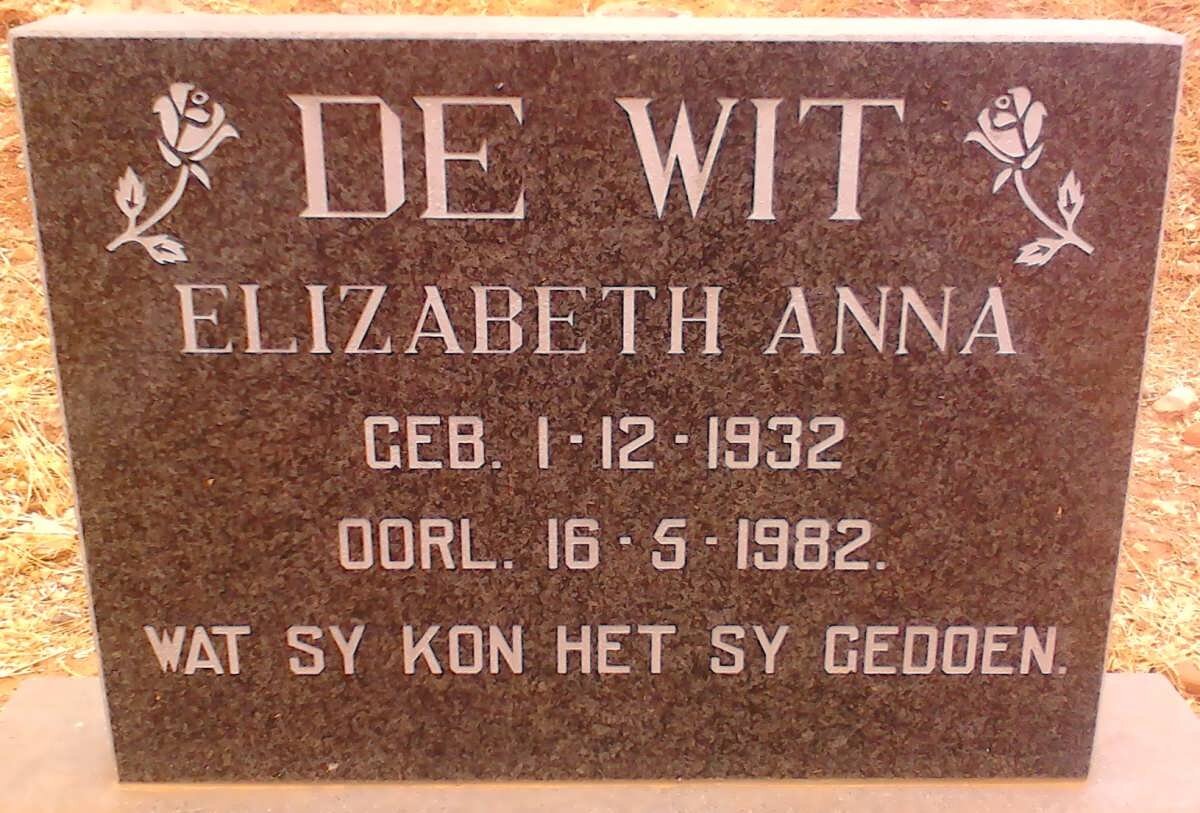 DE WIT
ELIZABETH ANNA
GEB. 1-12-1932
OORL. 16-5-1982.
WAT SY KON HET SY GEDOEN.